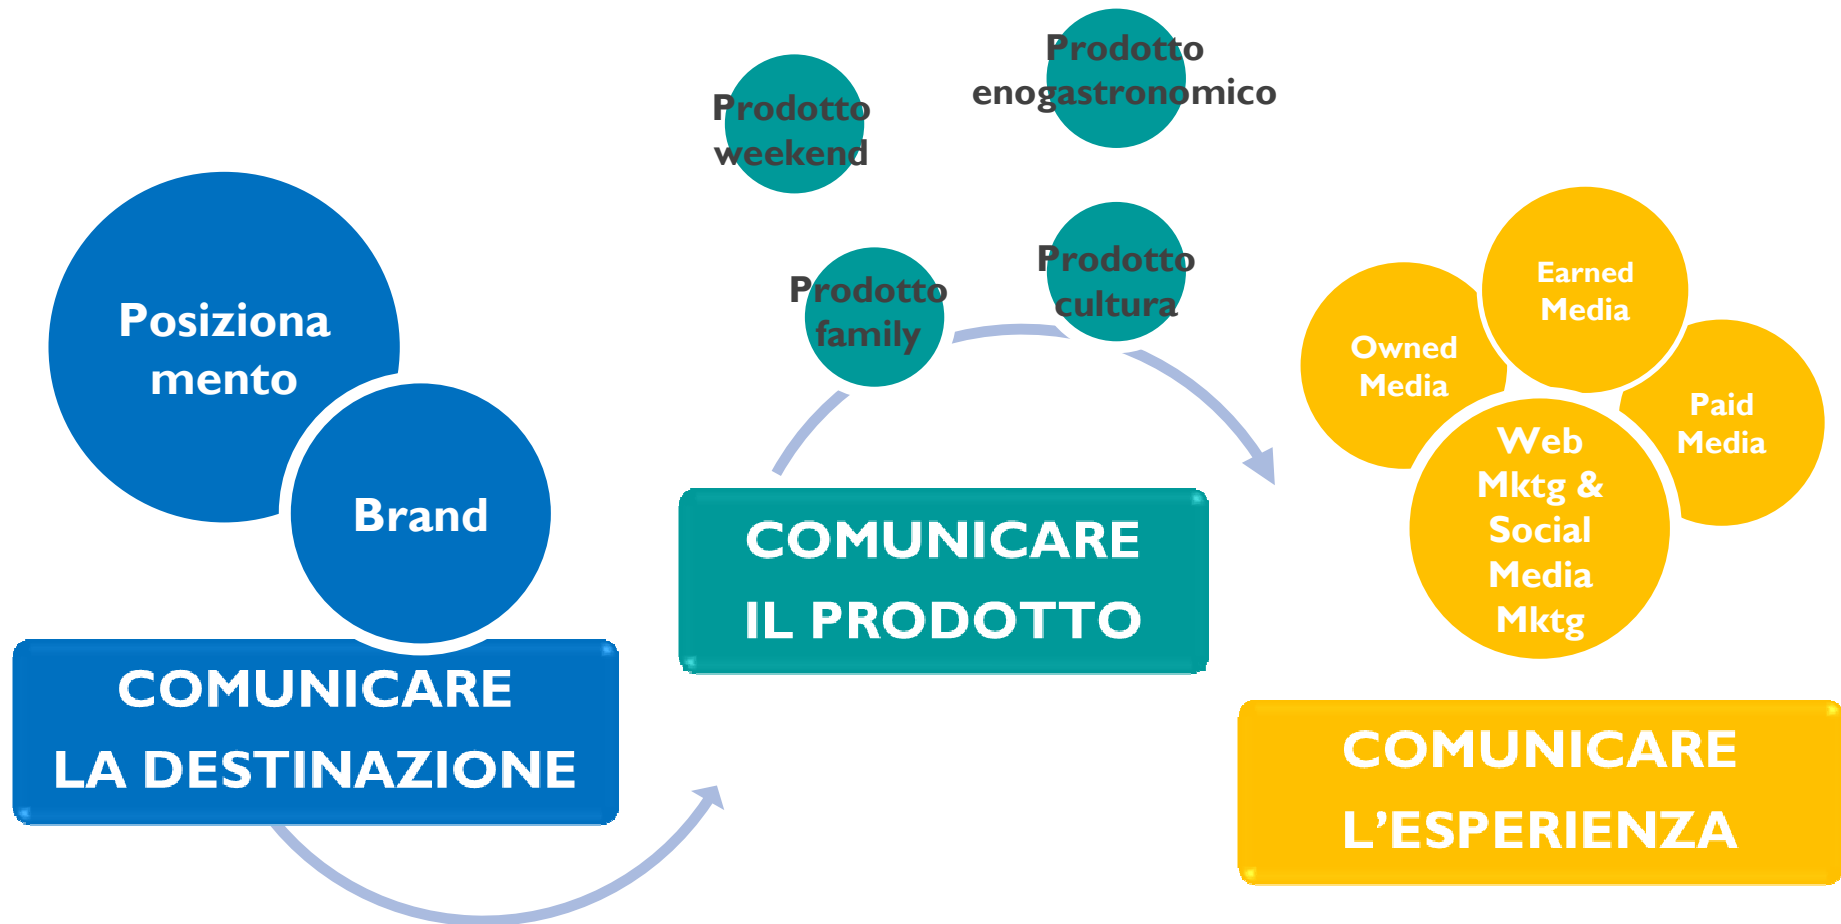 Posiziona
mento
Brand
COMUNICARE
LA DESTINAZIONE
Prodotto
weekend
Prodotto
enogastronomico
Prodotto
family
Prodotto
cultura
COMUNICARE
IL PRODOTTO
Owned
Media
Earned
Media
Paid
Media
Web
Mktg &
Social
Media
Mktg
COMUNICARE
L’ESPERIENZA